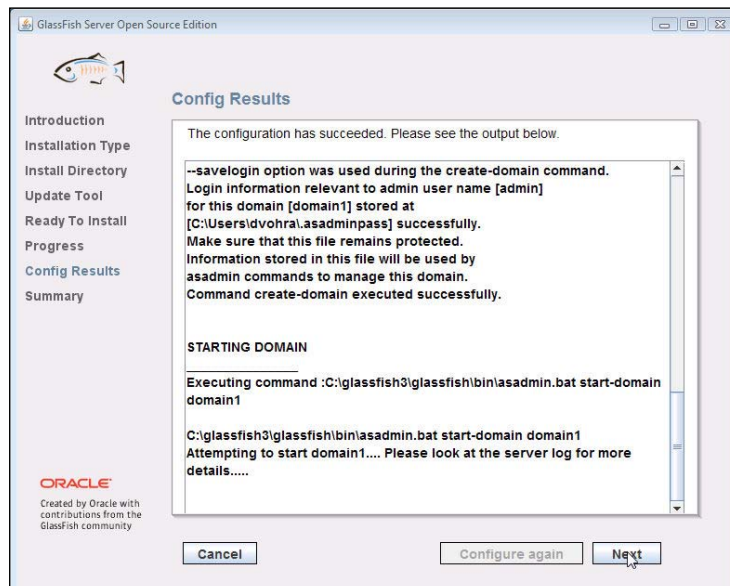 GlassFish Server Open Source Edition
Config Results
Introduction
Installation Type
Install Directory
Update Tool
Ready To Install
Progress
Config Results
Summary
The configuration has succeeded. Please see the output below.
--savelogin option was used during the create-domain command.
Login information relevant to admin user name [admin]
for this domain [domain1] stored at
[C:\Users\dvohra\.asadminpass] successfully.
Make sure that this file remains protected.
Information stored in this file will be used by
asadmin commands to manage this domain.
Command create-domain executed successfully.
STARTING DOMAIN
________________
Executing command :C:\glassfish3\glassfish\bin\asadmin.bat start-domain
domain1
C:\glassfish3\glassfish\bin\asadmin.bat start-domain domain1
Attempting to start domain1.... Please look at the server log for more
details.....
ORACLE
Created by Oracle with
contributions from the
GlassFish community
Cancel
Configure again
Next